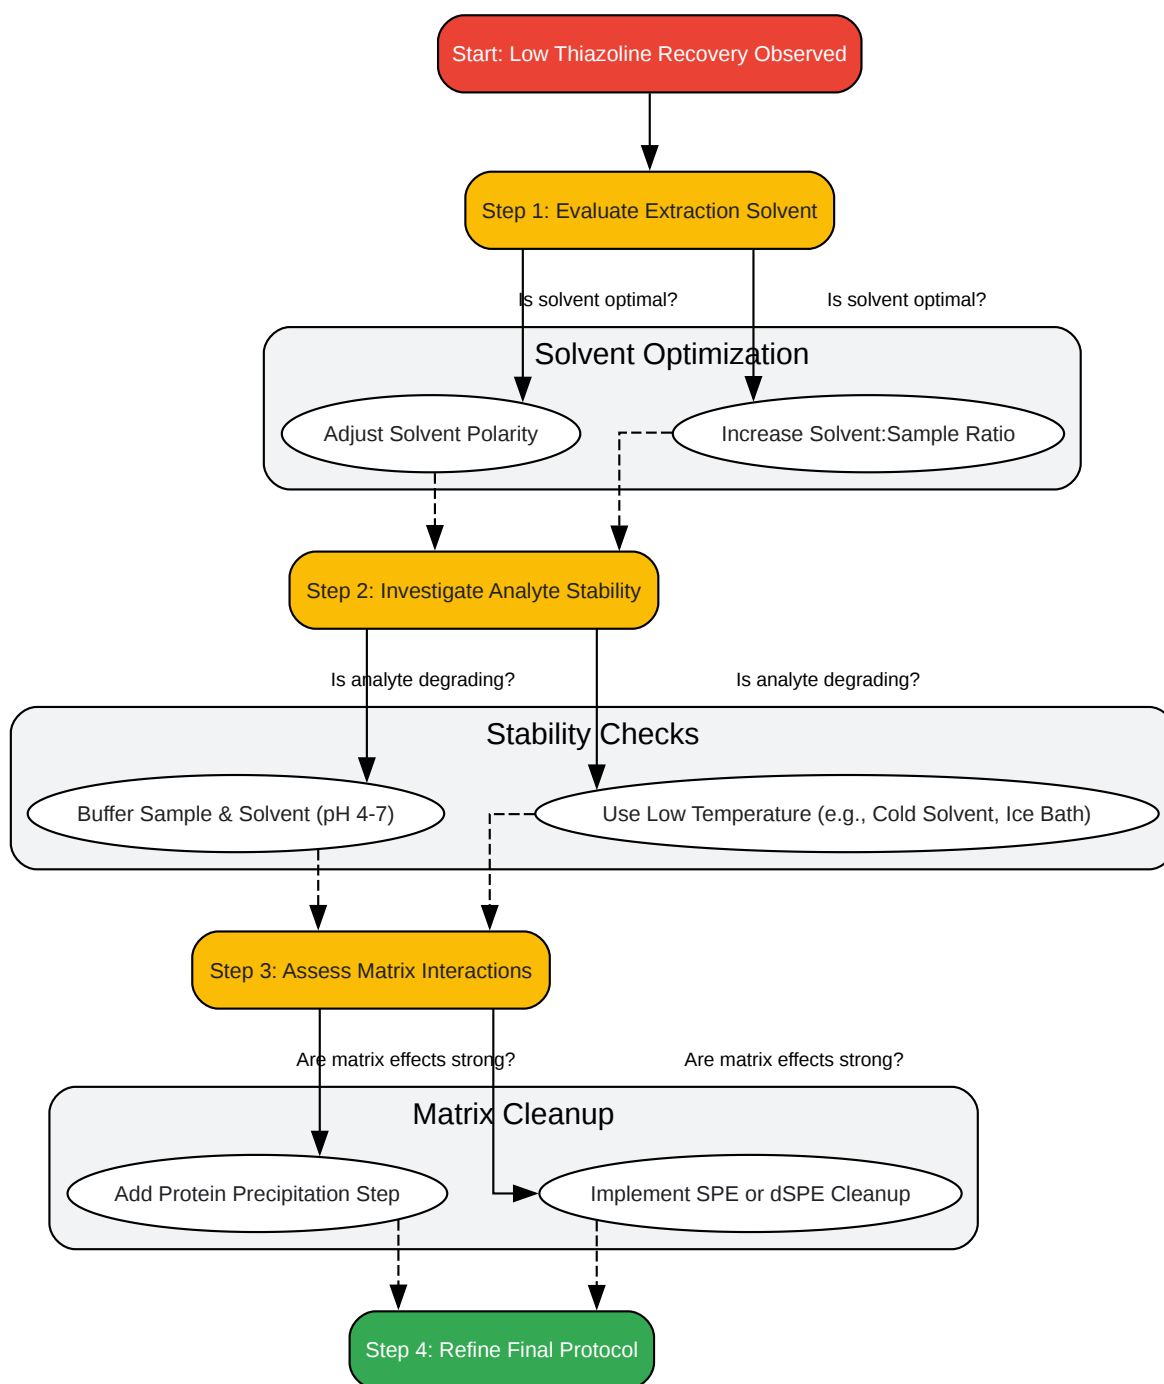 Start: Low Thiazoline Recovery Observed
Step 1: Evaluate Extraction Solvent
Is solvent optimal?
Is solvent optimal?
Solvent Optimization
Adjust Solvent Polarity
Increase Solvent:Sample Ratio
Step 2: Investigate Analyte Stability
Is analyte degrading?
Is analyte degrading?
Stability Checks
Buffer Sample & Solvent (pH 4-7)
Use Low Temperature (e.g., Cold Solvent, Ice Bath)
Step 3: Assess Matrix Interactions
Are matrix effects strong?
Are matrix effects strong?
Matrix Cleanup
Add Protein Precipitation Step
Implement SPE or dSPE Cleanup
Step 4: Refine Final Protocol